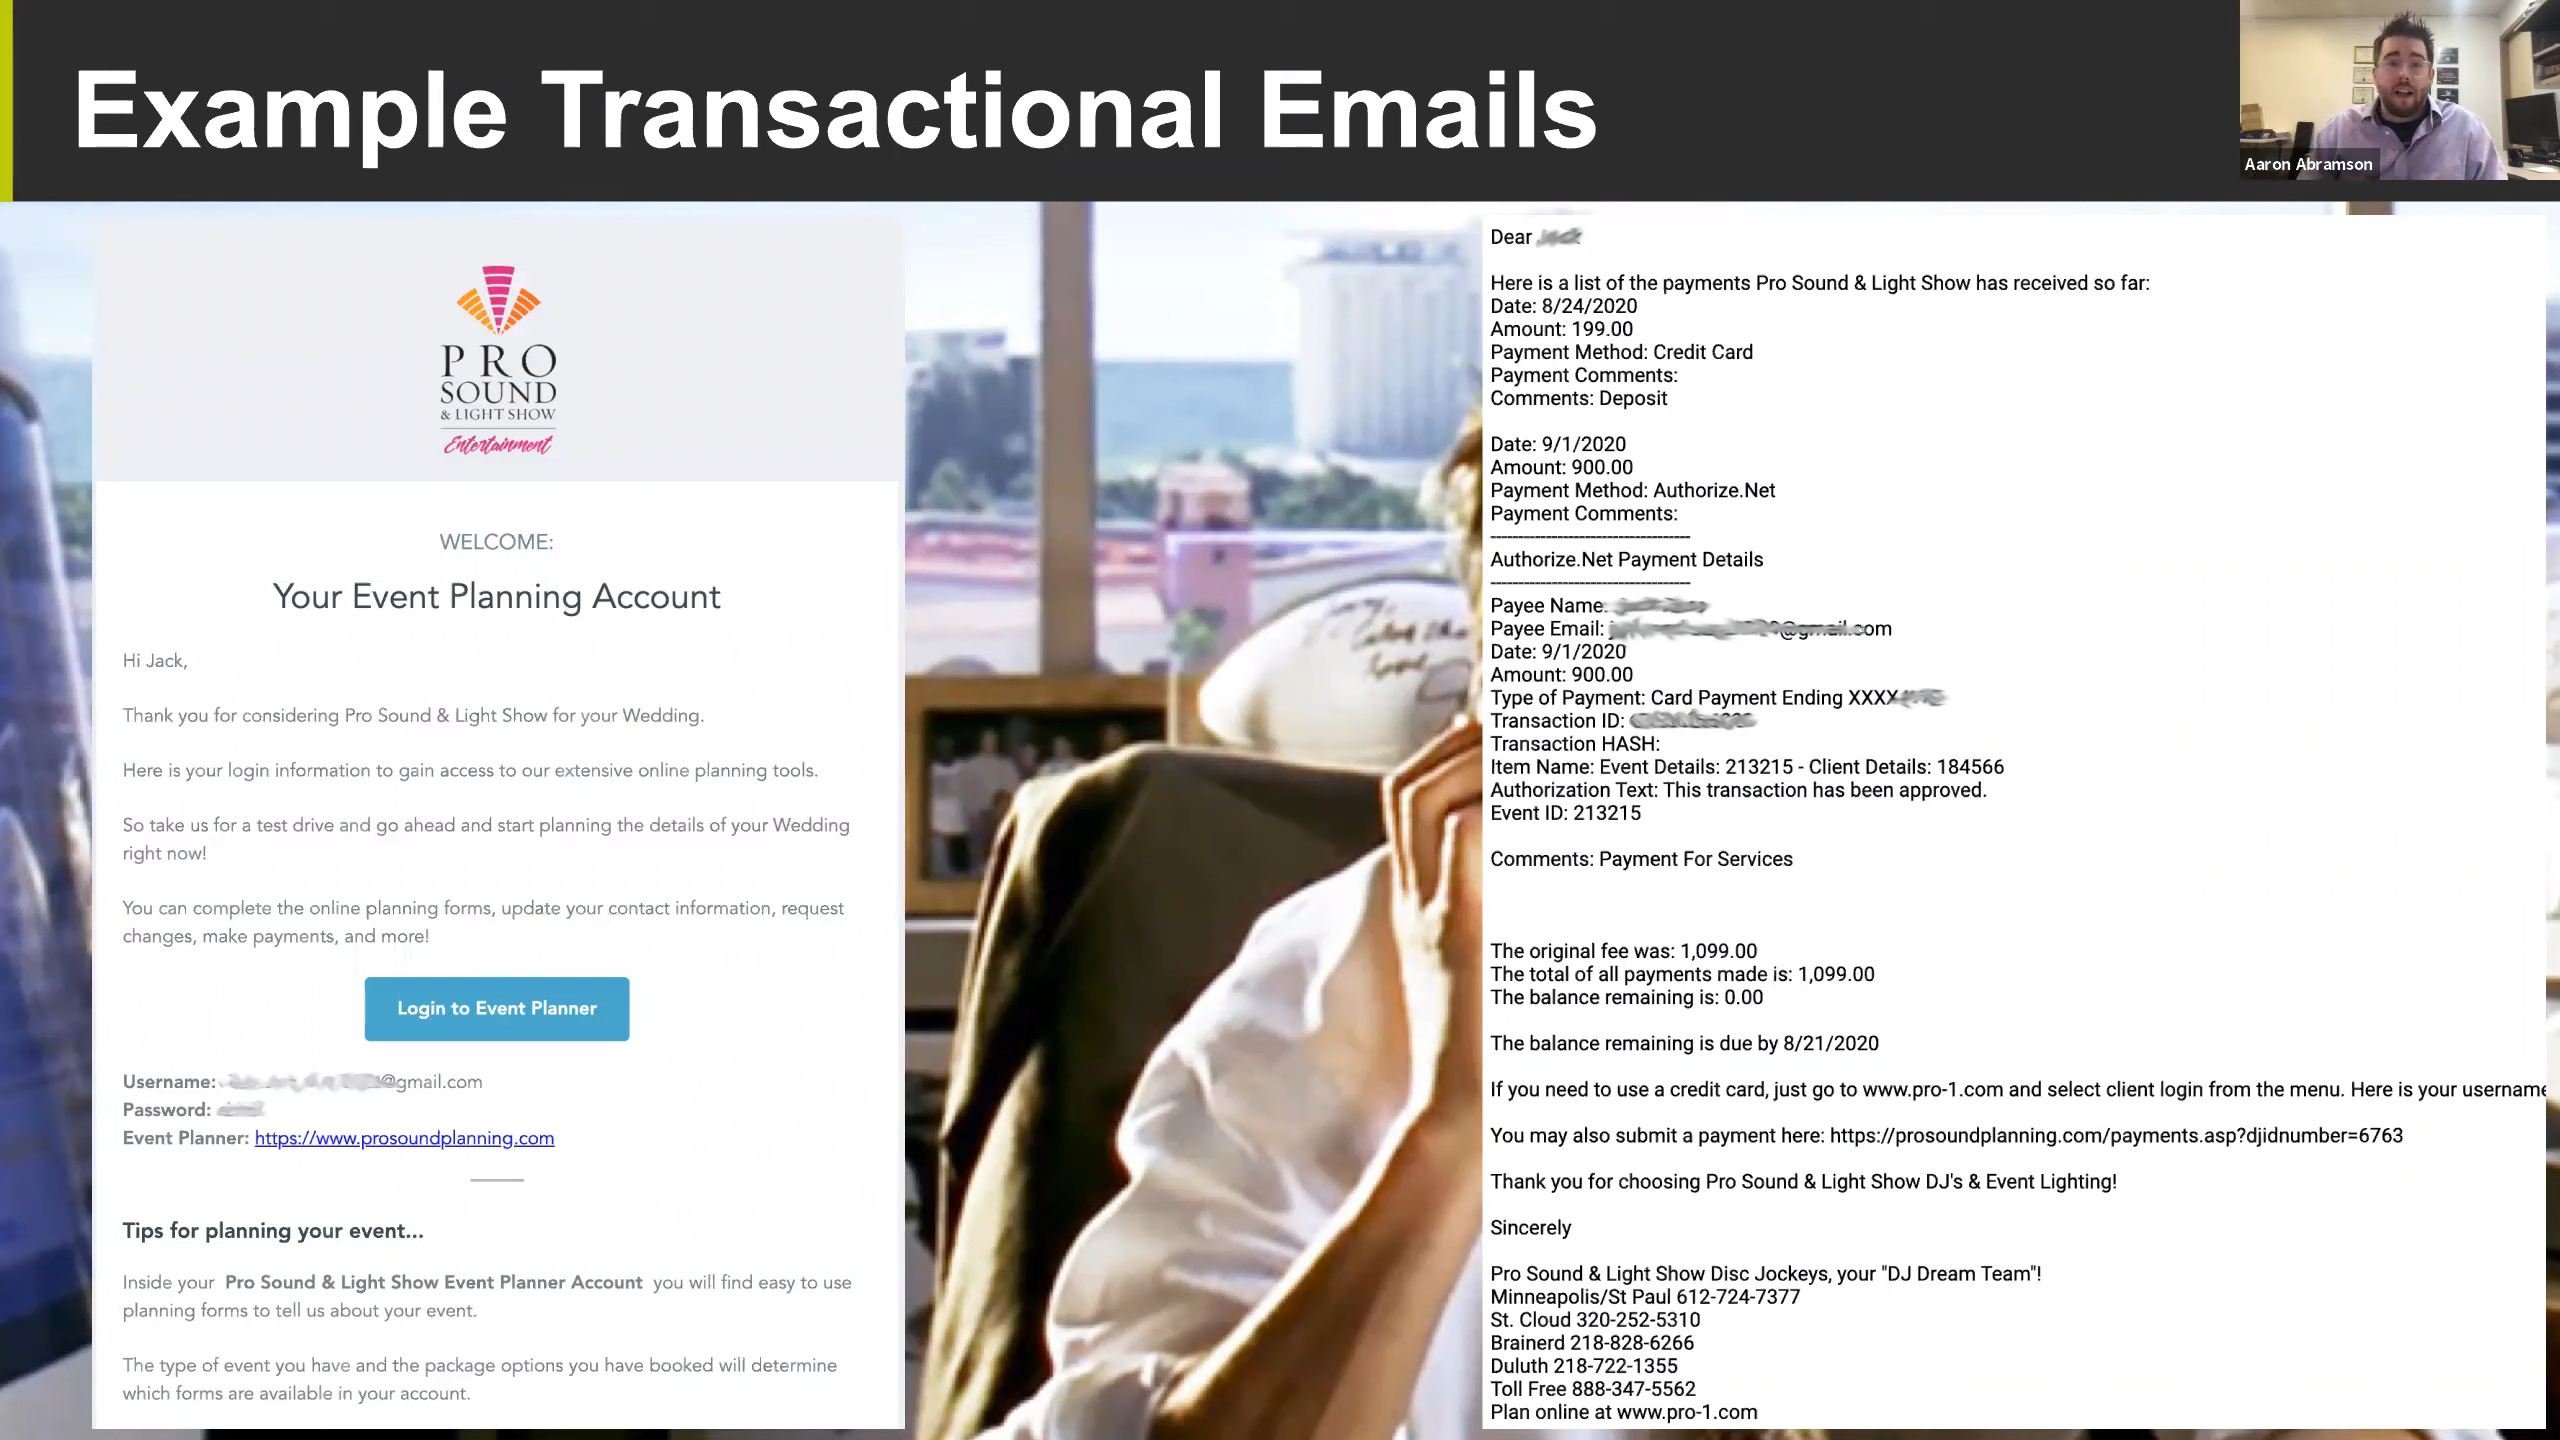 Example Transactional Emails
Aaron Abramson
PRO
SOUND
& LIGHT SHOW
Entertainment
WELCOME:
Your Event Planning Account
Hi Jack,
Thank you for considering Pro Sound & Light Show for your Wedding.
Here is your login information to gain access to our extensive online planning tools.
So take us for a test drive and go ahead and start planning the details of your Wedding
right now!
You can complete the online planning forms, update your contact information, request
changes, make payments, and more!
Login to Event Planner
Username: @gmail.com
Password:
Event Planner: https://www.prosoundplanning.com
Tips for planning your event...
Inside your Pro Sound & Light Show Event Planner Account you will find easy to use
planning forms to tell us about your event.
The type of event you have and the package options you have booked will determine
which forms are available in your account.
Dear
Here is a list of the payments Pro Sound & Light Show has received so far:
Date: 8/24/2020
Amount: 199.00
Payment Method: Credit Card
Payment Comments:
Comments: Deposit
Date: 9/1/2020
Amount: 900.00
Payment Method: Authorize.Net
Payment Comments:
------------------------------------
Authorize.Net Payment Details
------------------------------------
Payee Name:
Payee Email: @gmail.com
Date: 9/1/2020
Amount: 900.00
Type of Payment: Card Payment Ending XXXX
Transaction ID:
Transaction HASH:
Item Name: Event Details: 213215 - Client Details: 184566
Authorization Text: This transaction has been approved.
Event ID: 213215
Comments: Payment For Services
The original fee was: 1,099.00
The total of all payments made is: 1,099.00
The balance remaining is: 0.00
The balance remaining is due by 8/21/2020
If you need to use a credit card, just go to www.pro-1.com and select client login from the menu. Here is your username
You may also submit a payment here: https://prosoundplanning.com/payments.asp?djidnumber=6763
Thank you for choosing Pro Sound & Light Show DJ's & Event Lighting!
Sincerely
Pro Sound & Light Show Disc Jockeys, your "DJ Dream Team"!
Minneapolis/St Paul 612-724-7377
St. Cloud 320-252-5310
Brainerd 218-828-6266
Duluth 218-722-1355
Toll Free 888-347-5562
Plan online at www.pro-1.com